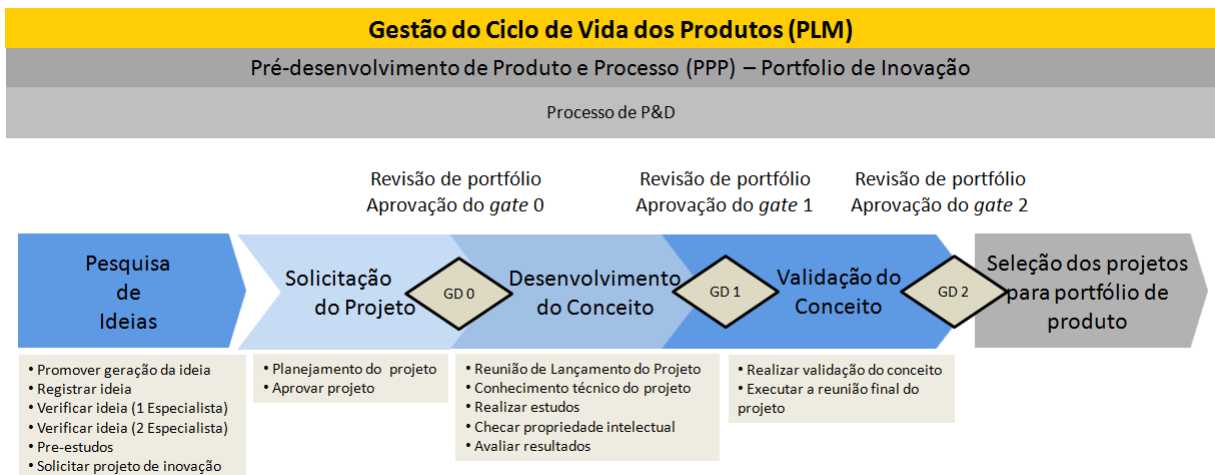 Gestão do Ciclo de Vida dos Produtos (PLM)
Pré-desenvolvimento de Produto e Processo (PPP) – Portfolio de Inovação
Processo de P&D
Revisão de portfólio
Aprovação do gate 0
Revisão de portfólio
Aprovação do gate 1
Revisão de portfólio
Aprovação do gate 2
Pesquisa
de
Ideias
Solicitação
do Projeto
GD 0
Desenvolvimento
do Conceito
GD 1
Validação do
Conceito
GD 2
Seleção dos projetos
para portfólio de
produto
• Promover geração da ideia
• Registrar ideia
• Verificar ideia (1 Especialista)
• Verificar ideia (2 Especialista)
• Pre-estudos
• Solicitar projeto de inovação
• Planejamento do projeto
• Aprovar projeto
• Reunião de Lançamento do Projeto
• Conhecimento técnico do projeto
• Realizar estudos
• Checar propriedade intelectual
• Avaliar resultados
• Realizar validação do conceito
• Executar a reunião final do
projeto